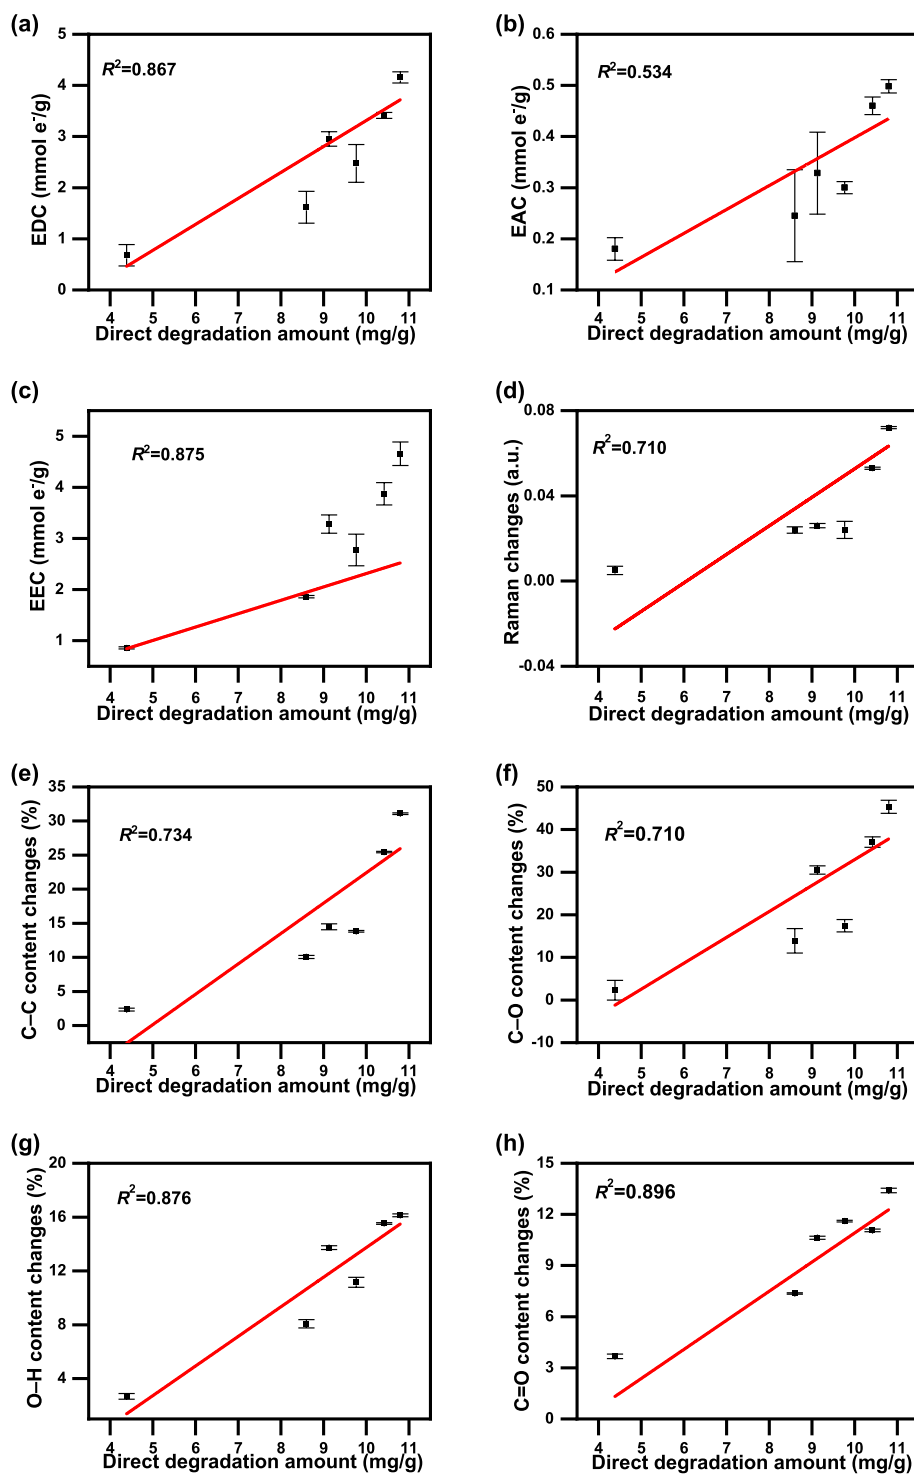 (a)
R²=0.867
EDC (mmol e⁻/g)
5
4
3
2
1
0
4 5 6 7 8 9 10 11
Direct degradation amount (mg/g)
(b)
R²=0.534
EAC (mmol e⁻/g)
0.6
0.5
0.4
0.3
0.2
0.1
4 5 6 7 8 9 10 11
Direct degradation amount (mg/g)
(c)
R²=0.875
EEC (mmol e⁻/g)
5
4
3
2
1
4 5 6 7 8 9 10 11
Direct degradation amount (mg/g)
(d)
R²=0.710
Raman changes (a.u.)
0.08
0.04
0.00
-0.04
4 5 6 7 8 9 10 11
Direct degradation amount (mg/g)
(e)
R²=0.734
C–C content changes (%)
35
30
25
20
15
10
5
0
4 5 6 7 8 9 10 11
Direct degradation amount (mg/g)
(f)
R²=0.710
C–O content changes (%)
50
40
30
20
10
0
-10
4 5 6 7 8 9 10 11
Direct degradation amount (mg/g)
(g)
R²=0.876
O–H content changes (%)
20
16
12
8
4
4 5 6 7 8 9 10 11
Direct degradation amount (mg/g)
(h)
R²=0.896
C=O content changes (%)
15
12
9
6
3
0
4 5 6 7 8 9 10 11
Direct degradation amount (mg/g)